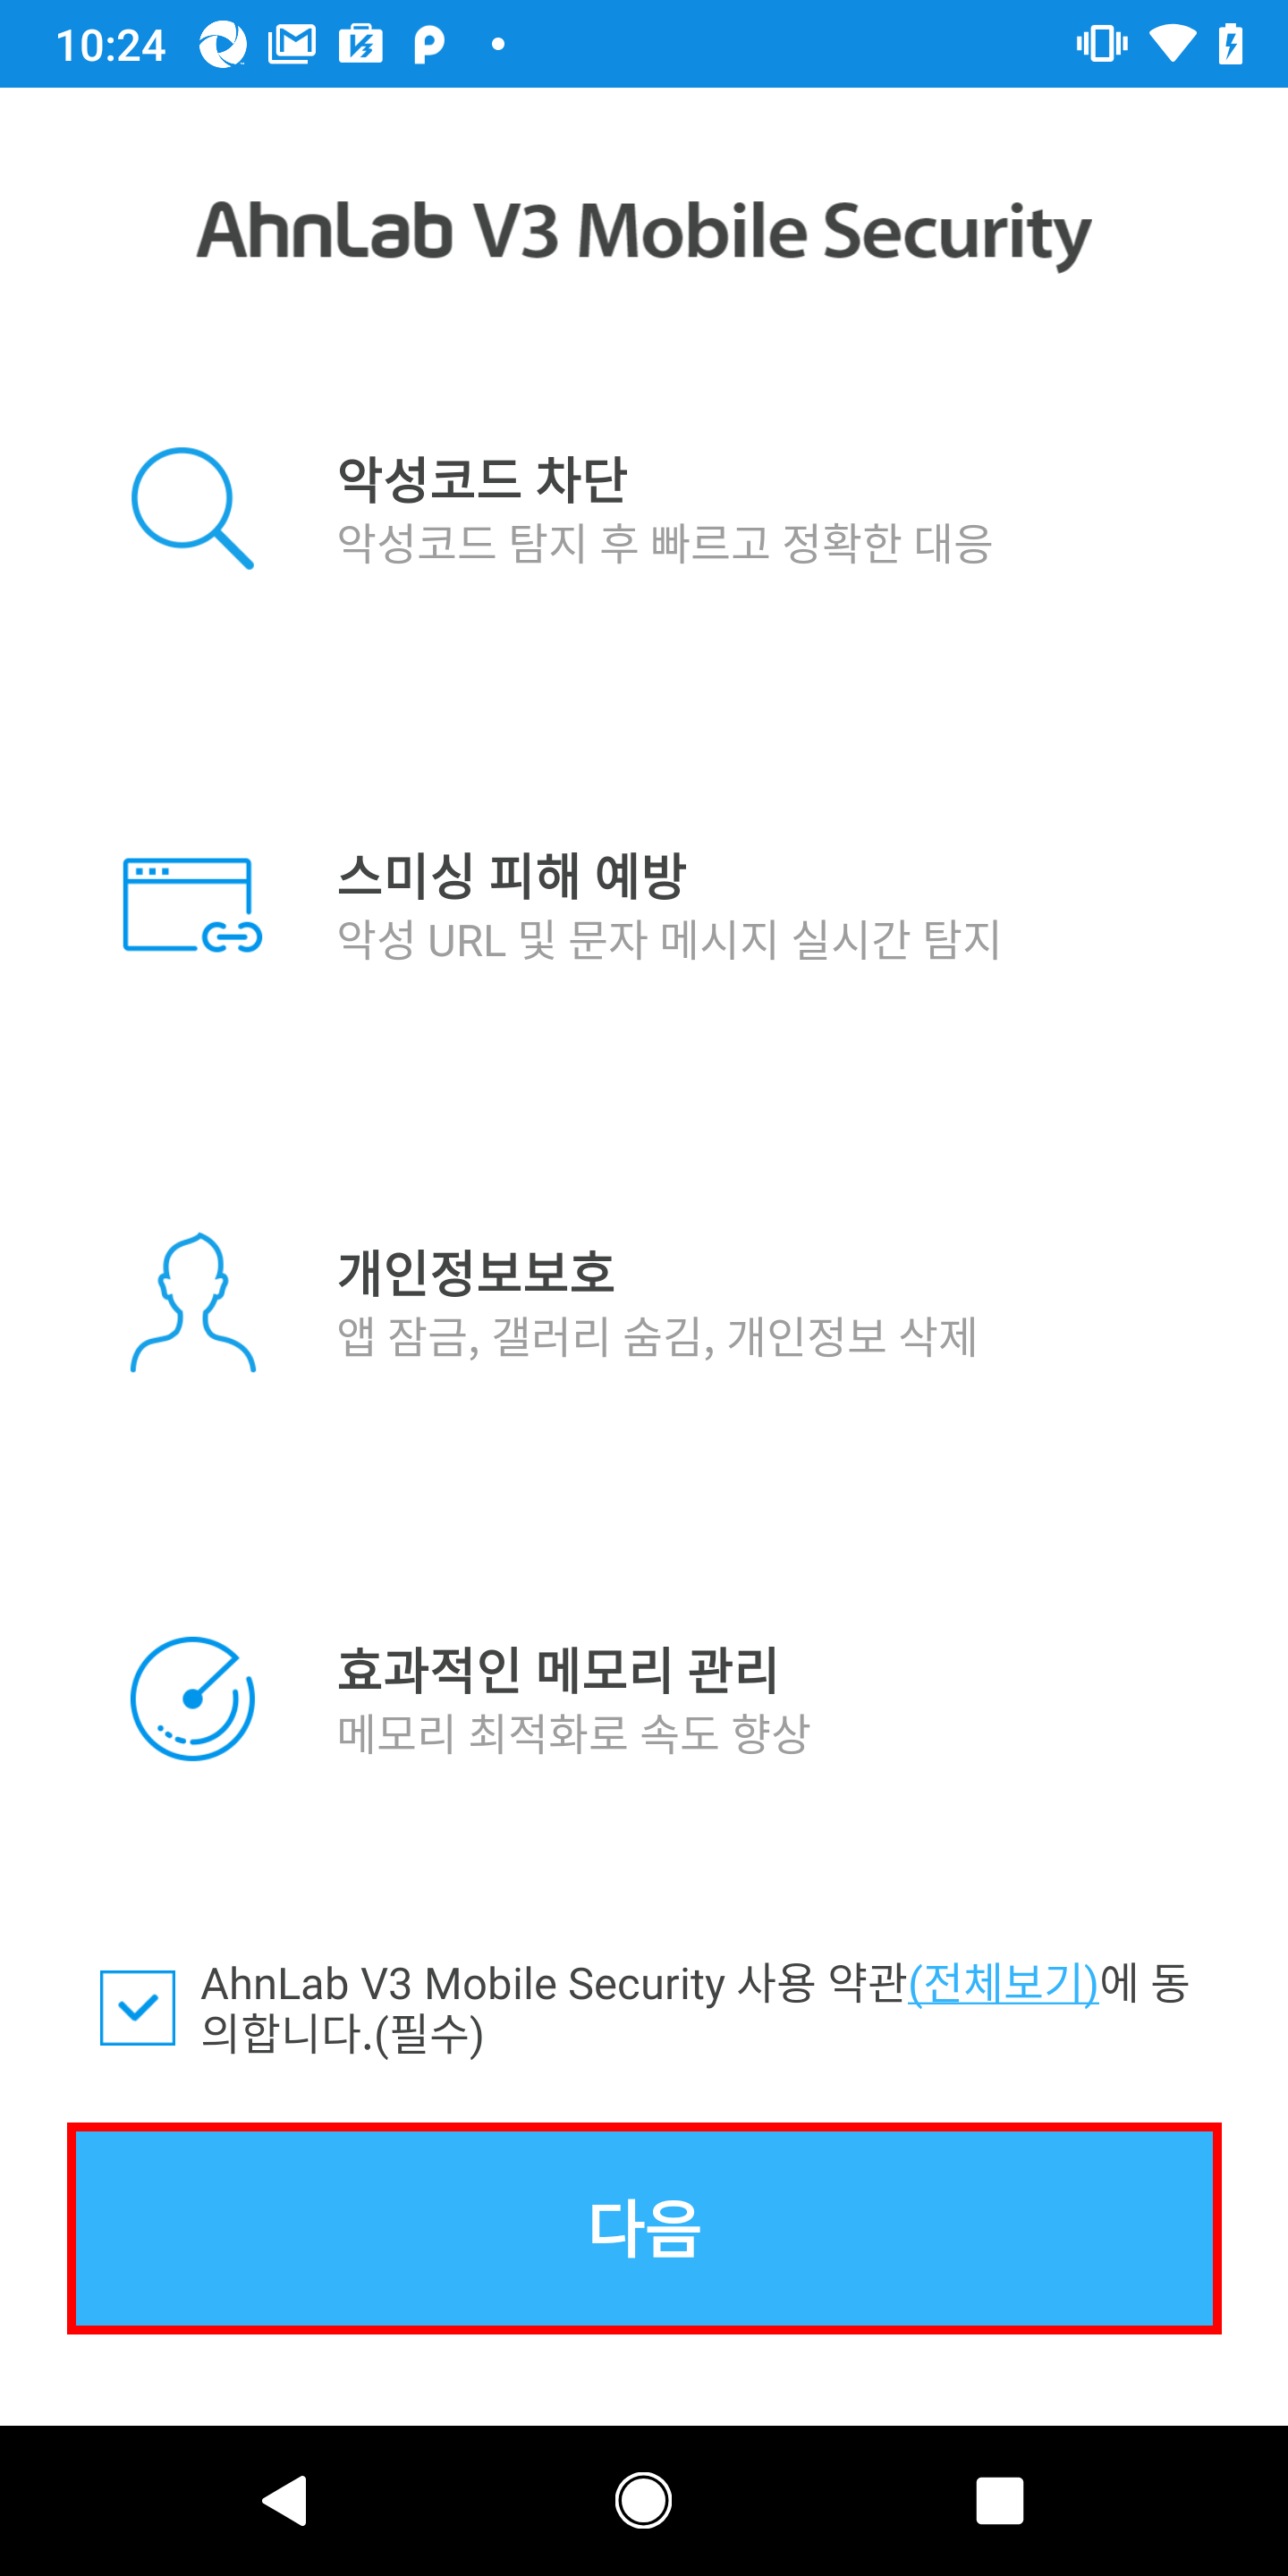 10:24
AhnLab V3 Mobile Security
악성코드 차단
악성코드 탐지 후 빠르고 정확한 대응
스미싱 피해 예방
악성 URL 및 문자 메시지 실시간 탐지
개인정보보호
앱 잠금, 갤러리 숨김, 개인정보 삭제
효과적인 메모리 관리
메모리 최적화로 속도 향상
AhnLab V3 Mobile Security 사용 약관(전체보기)에 동
의합니다.(필수)
다음